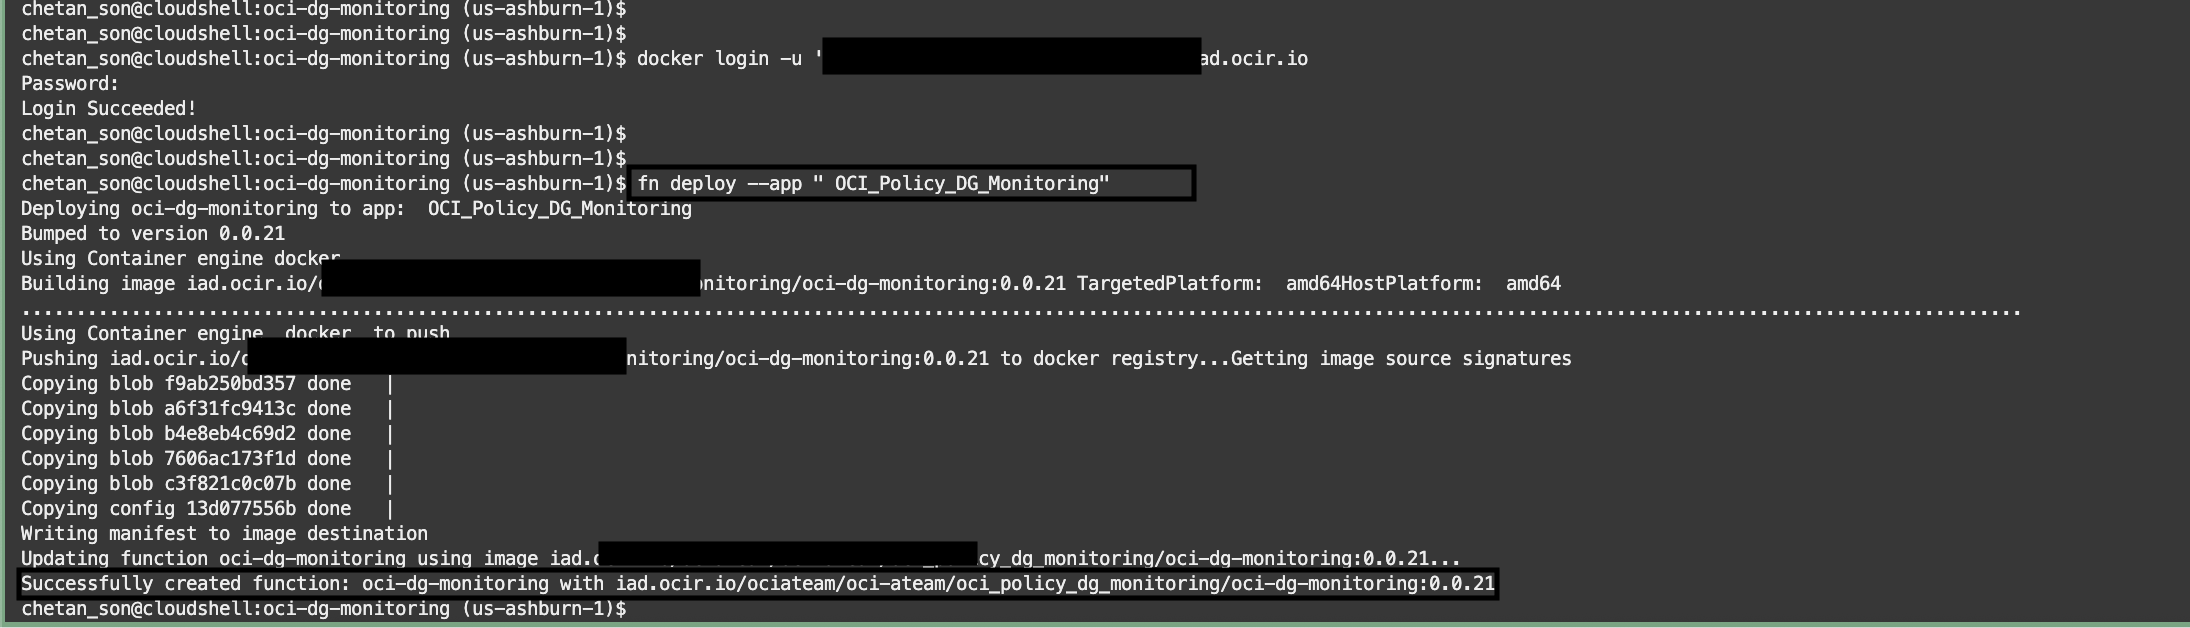 chetan_son@cloudshell:oci-dg-monitoring (us-ashburn-1)$
chetan_son@cloudshell:oci-dg-monitoring (us-ashburn-1)$
chetan_son@cloudshell:oci-dg-monitoring (us-ashburn-1)$ docker login -u ' ad.ocir.io
Password:
Login Succeeded!
chetan_son@cloudshell:oci-dg-monitoring (us-ashburn-1)$
chetan_son@cloudshell:oci-dg-monitoring (us-ashburn-1)$
chetan_son@cloudshell:oci-dg-monitoring (us-ashburn-1)$ fn deploy --app " OCI_Policy_DG_Monitoring"
Deploying oci-dg-monitoring to app:  OCI_Policy_DG_Monitoring
Bumped to version 0.0.21
Using Container engine docker
Building image iad.ocir.io/ nitoring/oci-dg-monitoring:0.0.21 TargetedPlatform:  amd64HostPlatform:  amd64
......................................................................................................................................................................................
Using Container engine  docker  to push
Pushing iad.ocir.io/ nitoring/oci-dg-monitoring:0.0.21 to docker registry...Getting image source signatures
Copying blob f9ab250bd357 done   |
Copying blob a6f31fc9413c done   |
Copying blob b4e8eb4c69d2 done   |
Copying blob 7606ac173f1d done   |
Copying blob c3f821c0c07b done   |
Copying config 13d077556b done   |
Writing manifest to image destination
Updating function oci-dg-monitoring using image iad. cy_dg_monitoring/oci-dg-monitoring:0.0.21...
Successfully created function: oci-dg-monitoring with iad.ocir.io/ociateam/oci-ateam/oci_policy_dg_monitoring/oci-dg-monitoring:0.0.21
chetan_son@cloudshell:oci-dg-monitoring (us-ashburn-1)$